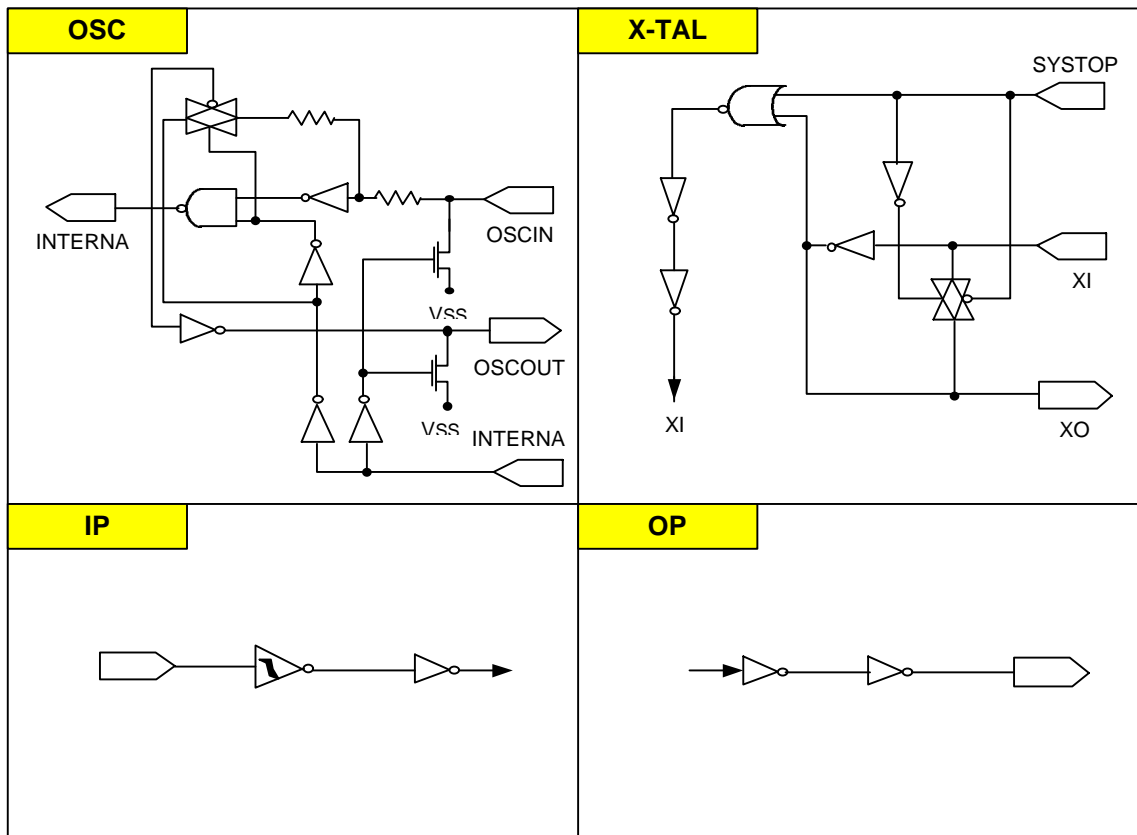 OSC
X-TAL
SYSTOP
INTERNA
OSCIN
XI
VSS
OSCOUT
VSS
INTERNA
XI
XO
IP
OP